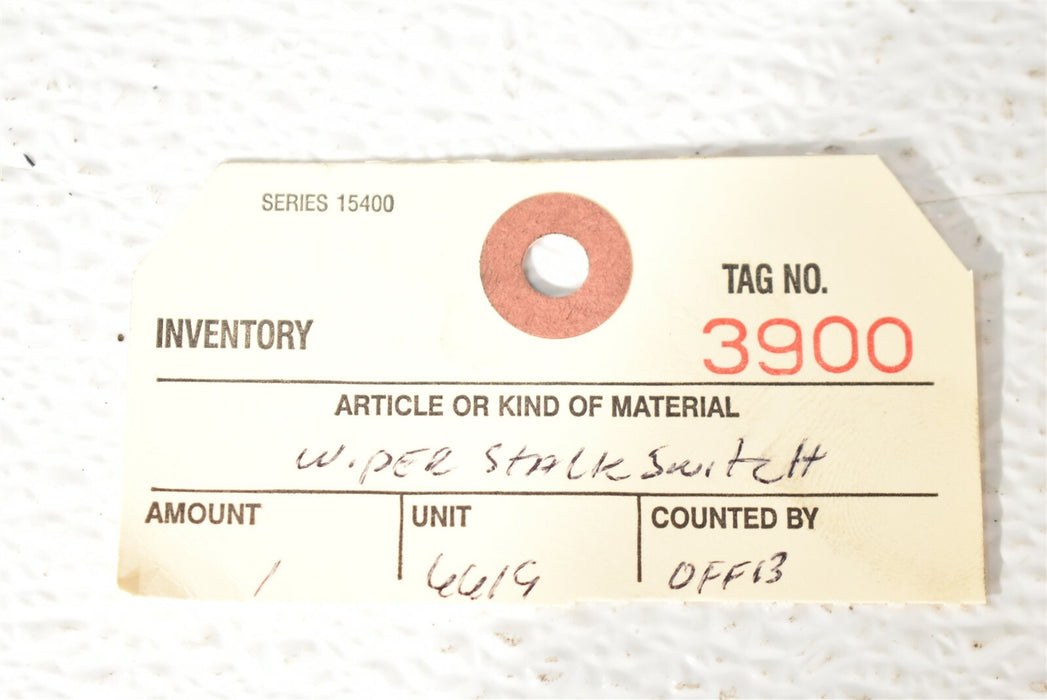 SERIES 15400
TAG NO.
INVENTORY
3900
ARTICLE OR KIND OF MATERIAL
WiPER StALK Switch
AMOUNT UNIT COUNTED BY
1 6619 OFF13